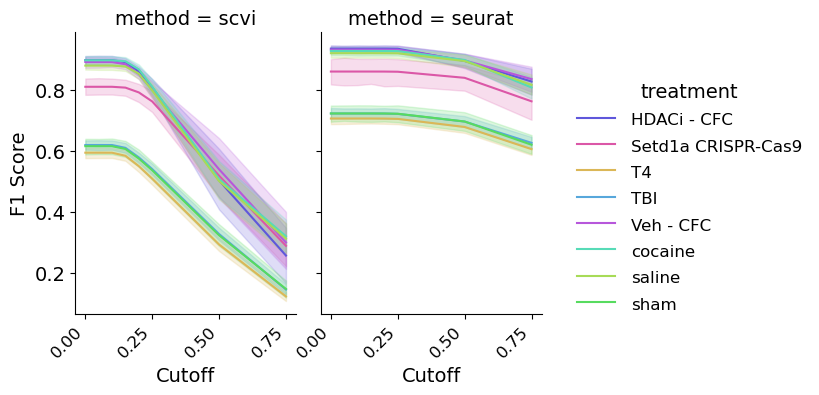 method = scvi
method = seurat
F1 Score
0.8
0.6
0.4
0.2
0.00
0.25
0.50
0.75
Cutoff
0.00
0.25
0.50
0.75
Cutoff
treatment
HDACi - CFC
Setd1a CRISPR-Cas9
T4
TBI
Veh - CFC
cocaine
saline
sham